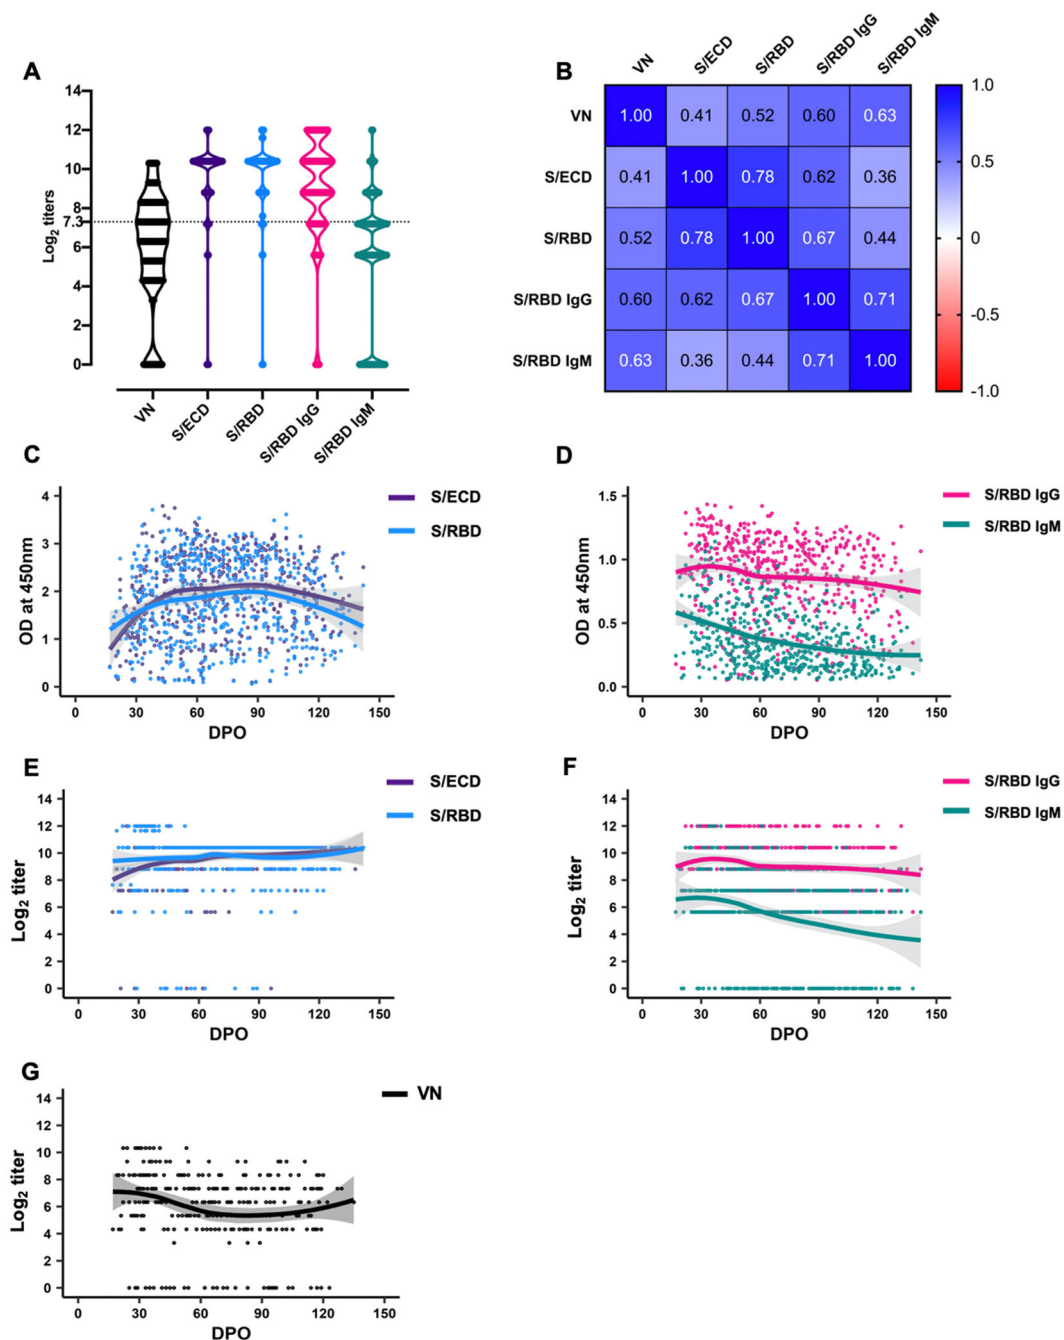 A
14
12
10
8
7.3
6
4
2
0
Log2 titers
VN
S/ECD
S/RBD
S/RBD IgG
S/RBD IgM
B
VN
S/ECD
S/RBD
S/RBD IgG
S/RBD IgM
VN 1.00 0.41 0.52 0.60 0.63
S/ECD 0.41 1.00 0.78 0.62 0.36
S/RBD 0.52 0.78 1.00 0.67 0.44
S/RBD IgG 0.60 0.62 0.67 1.00 0.71
S/RBD IgM 0.63 0.36 0.44 0.71 1.00
1.0
0.5
0
-0.5
-1.0
C
S/ECD
S/RBD
4
3
2
1
0
OD at 450nm
0 30 60 90 120 150
DPO
D
S/RBD IgG
S/RBD IgM
1.5
1.0
0.5
0.0
OD at 450nm
0 30 60 90 120 150
DPO
E
S/ECD
S/RBD
14
12
10
8
6
4
2
0
Log2 titer
0 30 60 90 120 150
DPO
F
S/RBD IgG
S/RBD IgM
14
12
10
8
6
4
2
0
Log2 titer
0 30 60 90 120 150
DPO
G
VN
14
12
10
8
6
4
2
0
Log2 titer
0 30 60 90 120 150
DPO